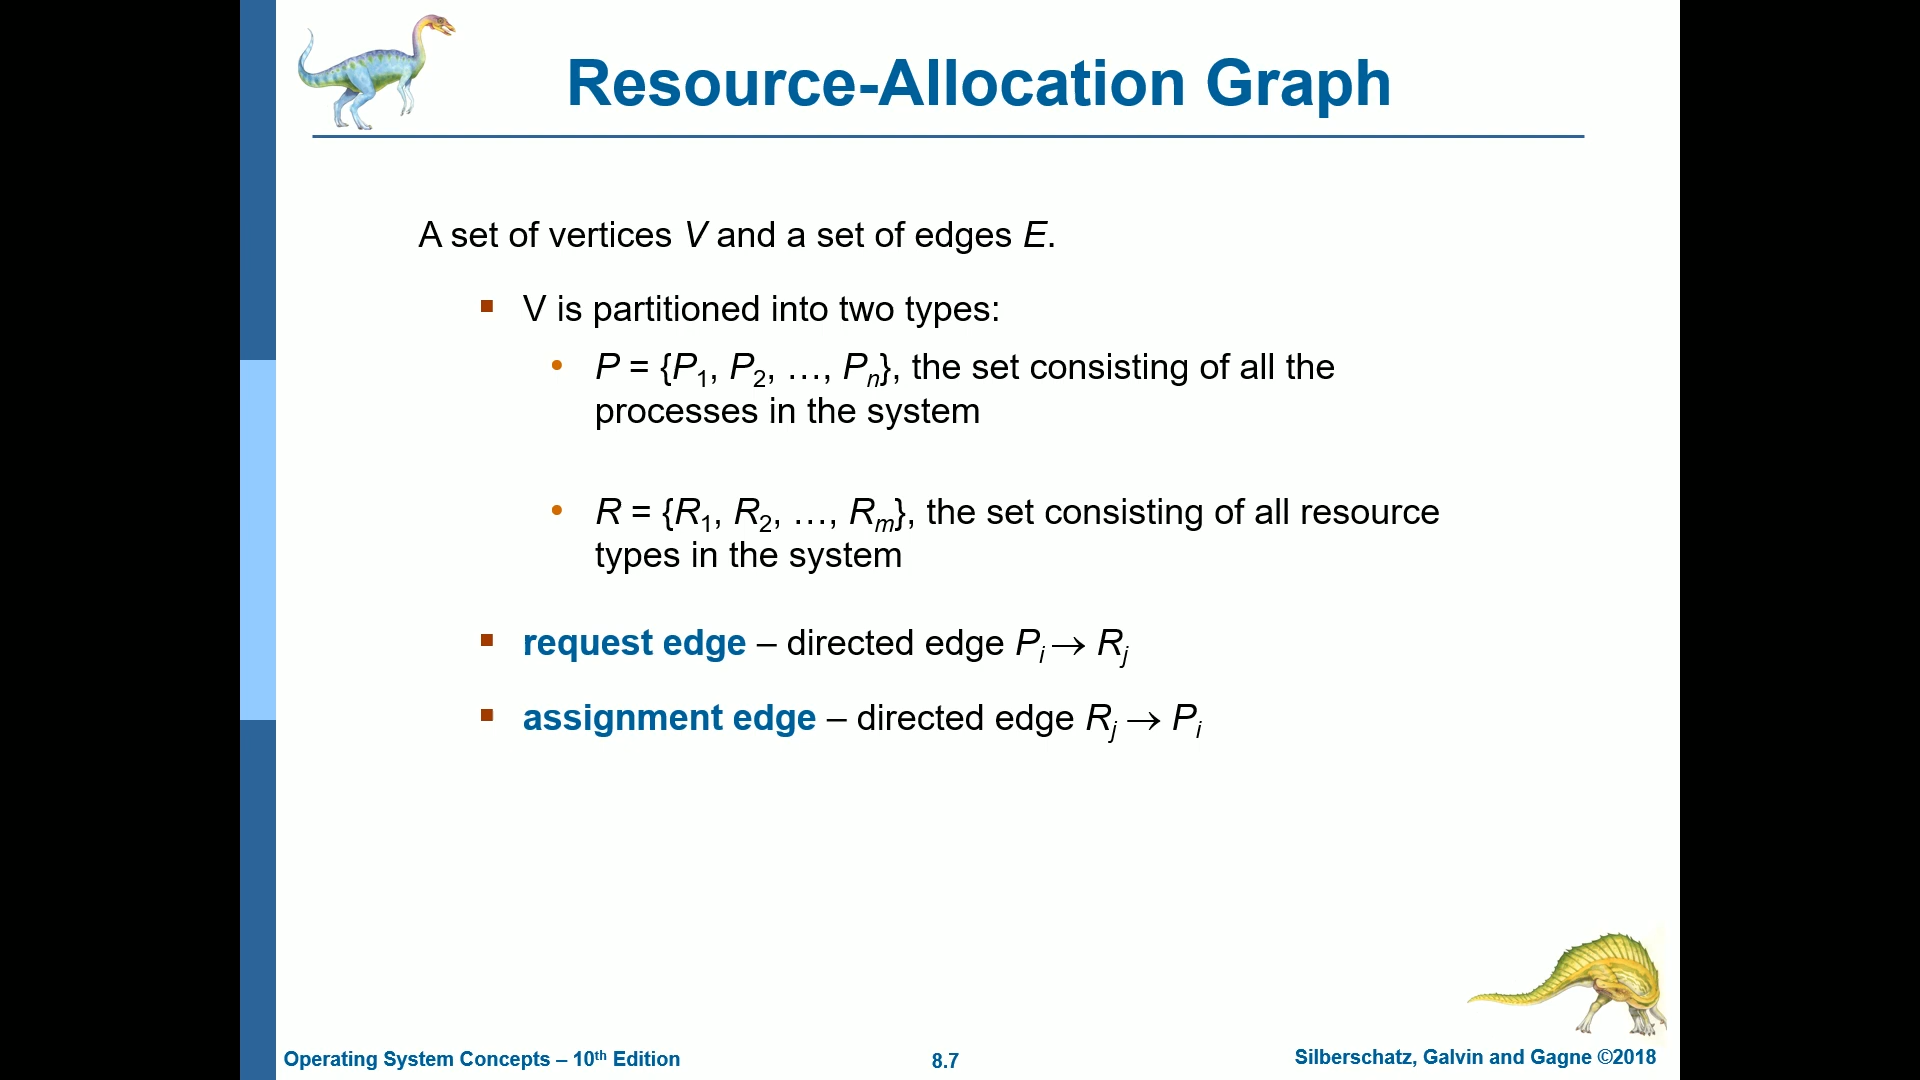 Resource-Allocation Graph
A set of vertices V and a set of edges E.
▪ V is partitioned into two types:
• P = {P1, P2, …, Pn}, the set consisting of all the
processes in the system
• R = {R1, R2, …, Rm}, the set consisting of all resource
types in the system
▪ request edge – directed edge Pi → Rj
▪ assignment edge – directed edge Rj → Pi
Operating System Concepts – 10th Edition
8.7
Silberschatz, Galvin and Gagne ©2018